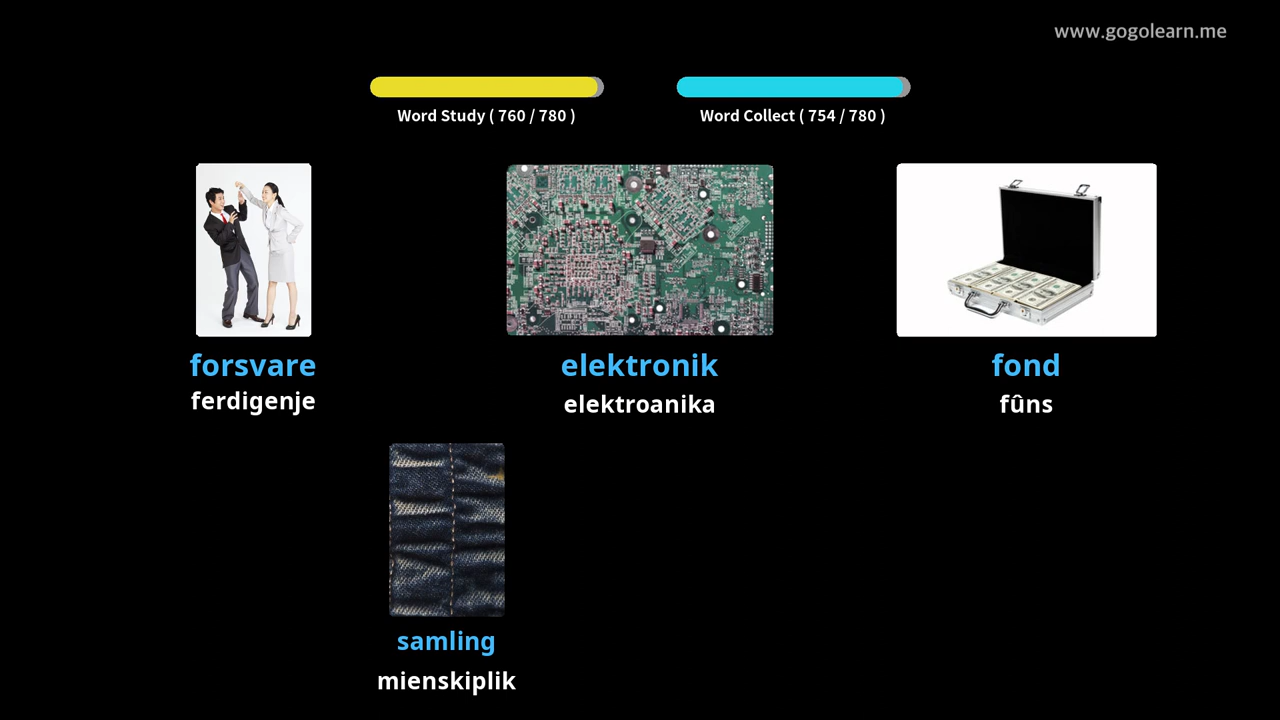 www.gogolearn.me
Word Study ( 760 / 780 )
Word Collect ( 754 / 780 )
forsvare
ferdigenje
elektronik
elektroanika
fond
fûns
samling
mienskiplik